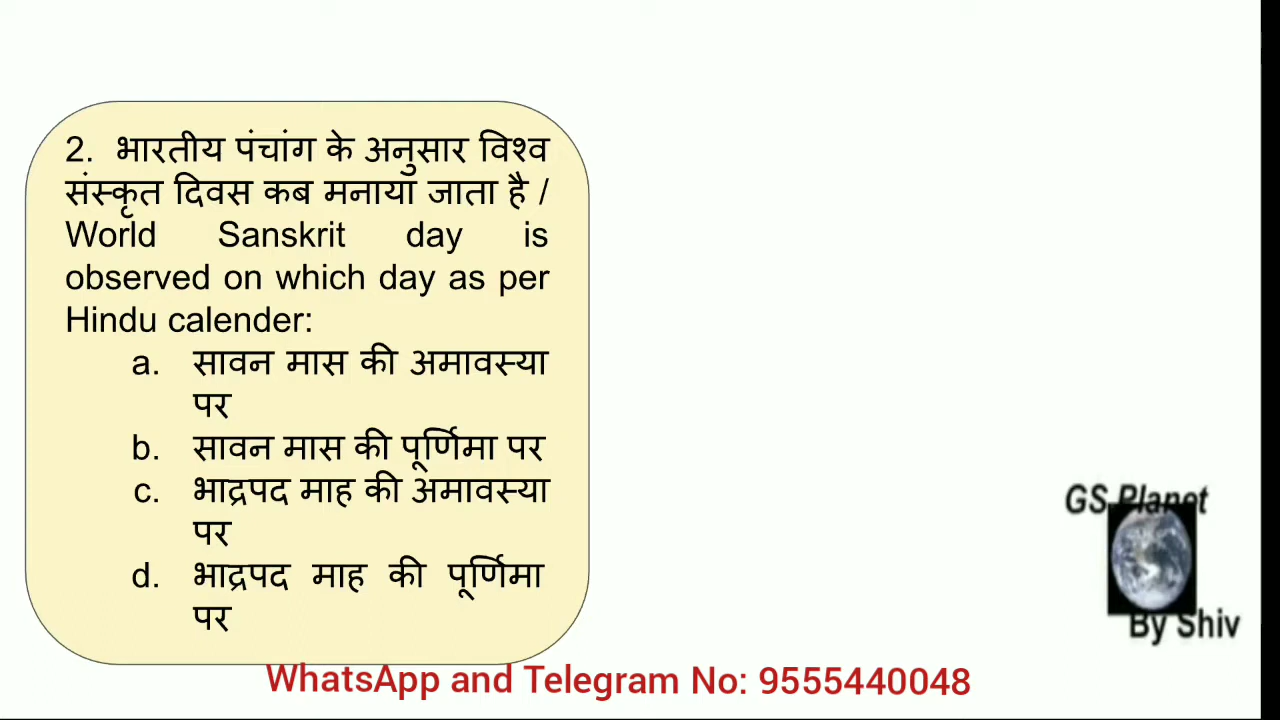 2. भारतीय पंचांग के अनुसार विश्व
संस्कृत दिवस कब मनाया जाता है /
World Sanskrit day is
observed on which day as per
Hindu calender:
a. सावन मास की अमावस्या
पर
b. सावन मास की पूर्णिमा पर
c. भाद्रपद माह की अमावस्या
पर
d. भाद्रपद माह की पूर्णिमा
पर
GS Planet
By Shiv
WhatsApp and Telegram No: 9555440048